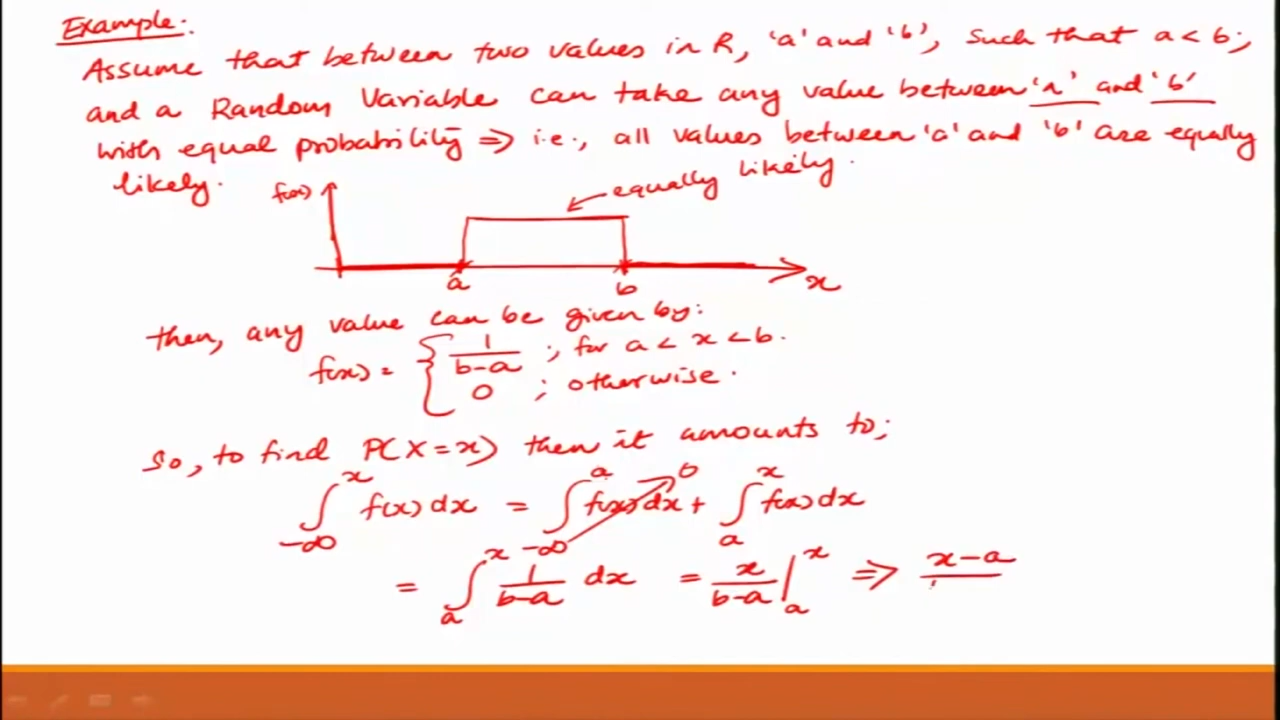 Example:
Assume that between two values in R, 'a' and 'b', such that a < b;
and a Random Variable can take any value between 'a' and 'b'
with equal probability ⇒ i.e., all values between 'a' and 'b' are equally
likely.
equally likely.
f(x)
a b x
then, any value can be given by:
f(x) = { 1/(b-a) ; for a < x < b.
0 ; otherwise.
So, to find P(X = x) then it amounts to;
∫_{-∞}^{x} f(x) dx = ∫_{-∞}^{a} f(x) dx → 0 + ∫_{a}^{x} f(x) dx
= ∫_{a}^{x} 1/(b-a) dx = x/(b-a) |_{a}^{x} ⇒ x-a